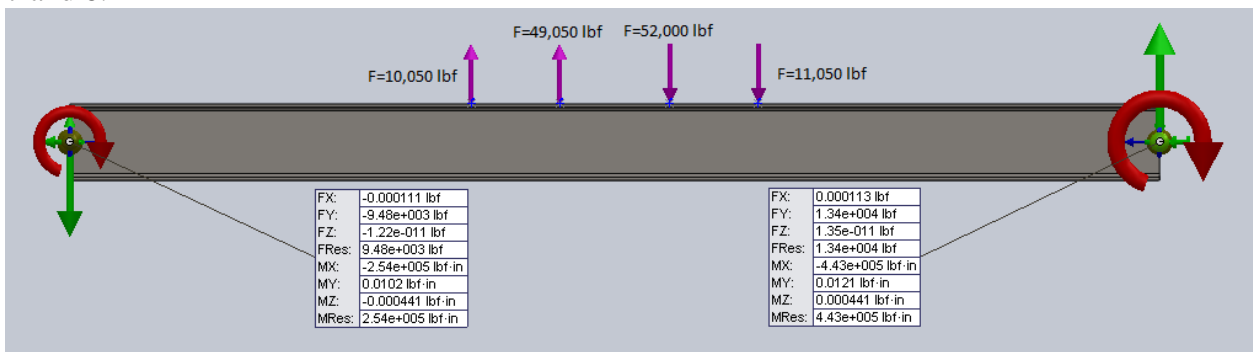 F=49,050 lbf F=52,000 lbf
F=10,050 lbf
F=11,050 lbf
FX: -0.000111 lbf
FY: -9.48e+003 lbf
FZ: -1.22e-011 lbf
FRes: 9.48e+003 lbf
MX: -2.54e+005 lbf·in
MY: 0.0102 lbf·in
MZ: -0.000441 lbf·in
MRes: 2.54e+005 lbf·in
FX: 0.000113 lbf
FY: 1.34e+004 lbf
FZ: 1.35e-011 lbf
FRes: 1.34e+004 lbf
MX: -4.43e+005 lbf·in
MY: 0.0121 lbf·in
MZ: 0.000441 lbf·in
MRes: 4.43e+005 lbf·in